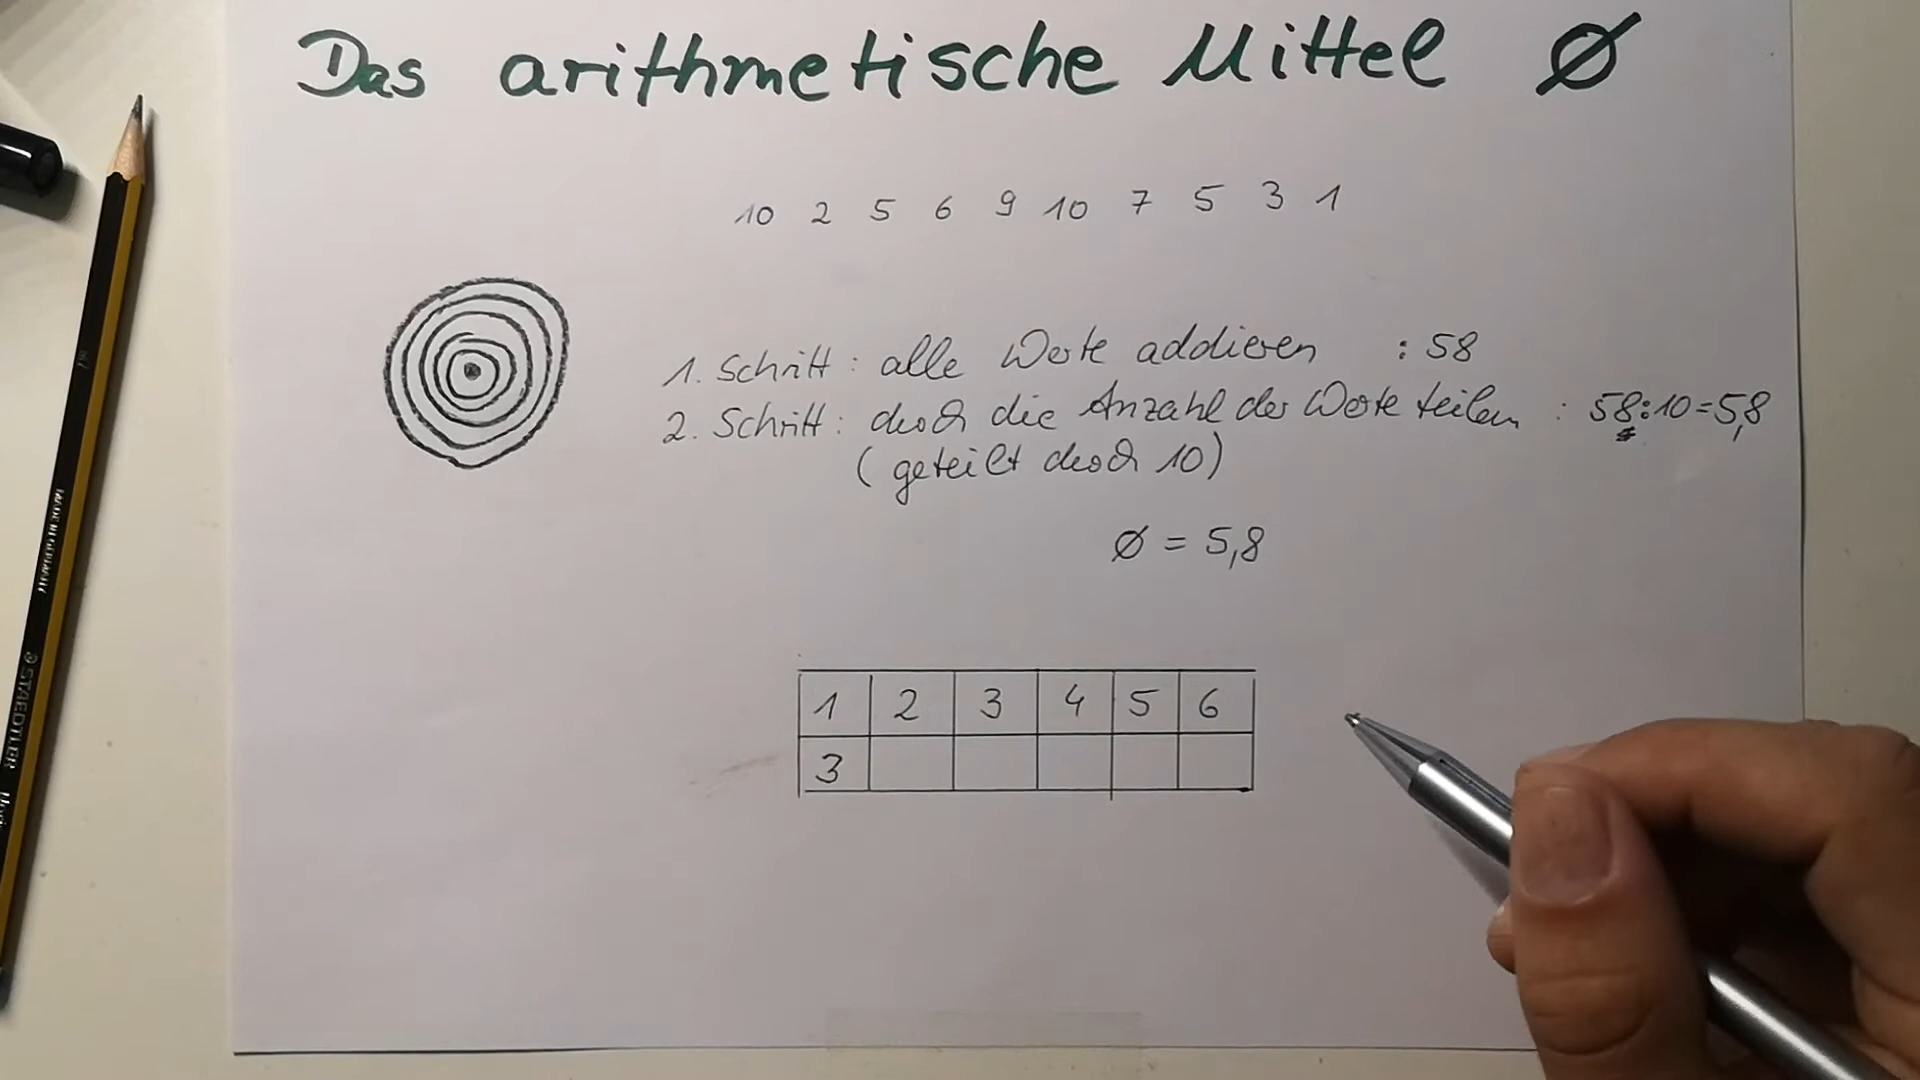 Das arithmetische Mittel Ø
10 2 5 6 9 10 7 5 3 1
1. Schritt: alle Werte addieren : 58
2. Schritt: durch die Anzahl der Werte teilen : 58:10=5,8
(geteilt durch 10)
Ø = 5,8
1 2 3 4 5 6
3
STAEDTLER